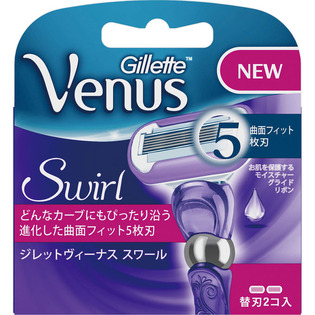 Gillette™
Venus
NEW
5
曲面フィット
枚刃
お肌を保護する
モイスチャー
グライド
リボン
Swirl
どんなカーブにもぴったり沿う
進化した曲面フィット5枚刃
ジレットヴィーナス スワール
替刃2コ入